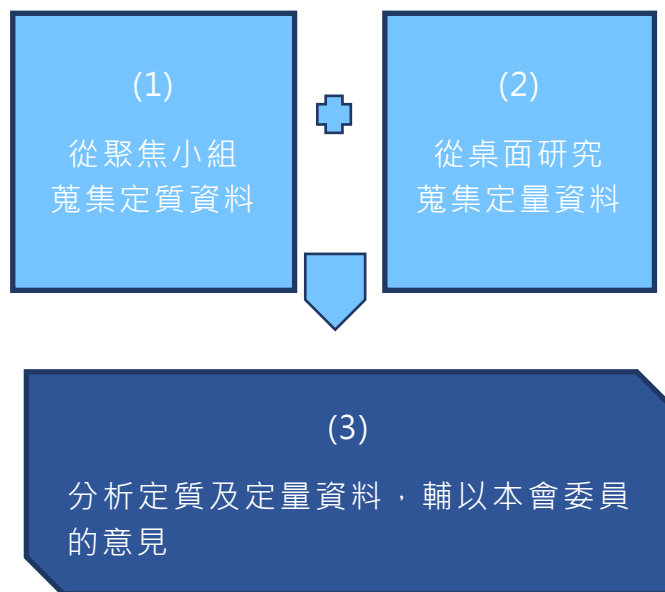 (1)
從聚焦小組
蒐集定質資料
(2)
從桌面研究
蒐集定量資料
(3)
分析定質及定量資料，輔以本會委員
的意見